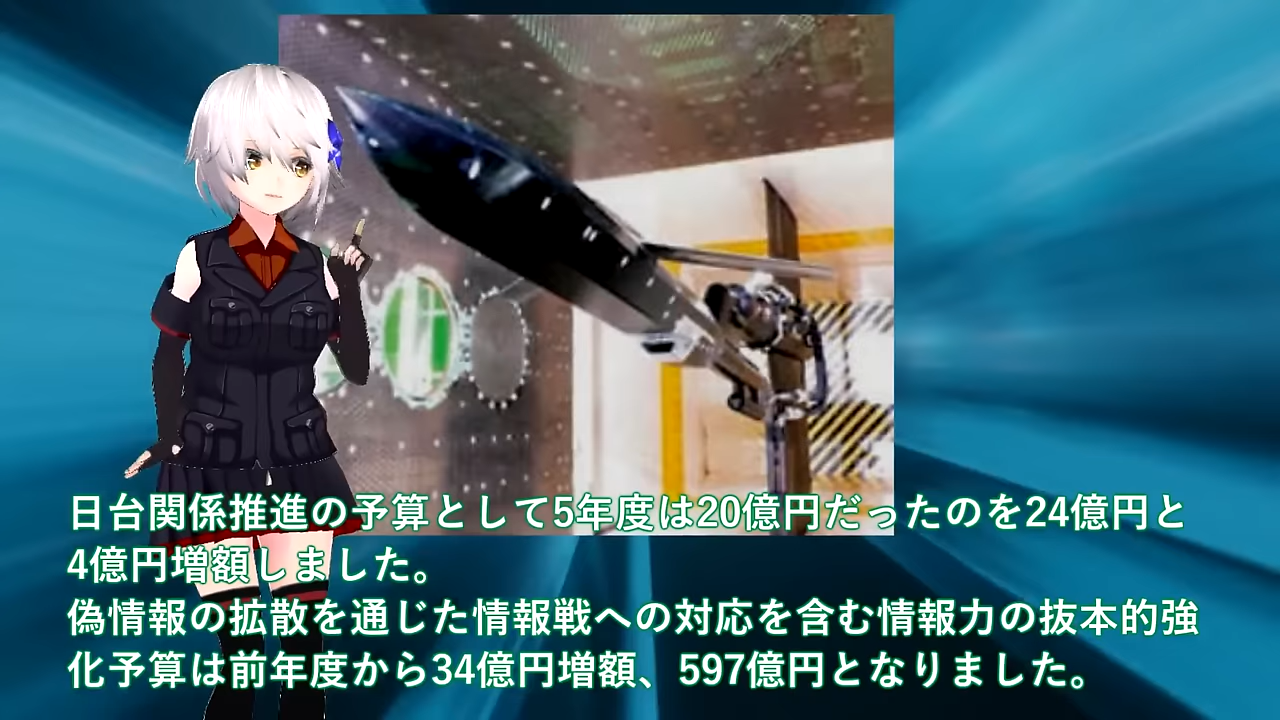 日台関係推進の予算として5年度は20億円だったのを24億円と
4億円増額しました。
偽情報の拡散を通じた情報戦への対応を含む情報力の抜本的強
化予算は前年度から34億円増額、597億円となりました。